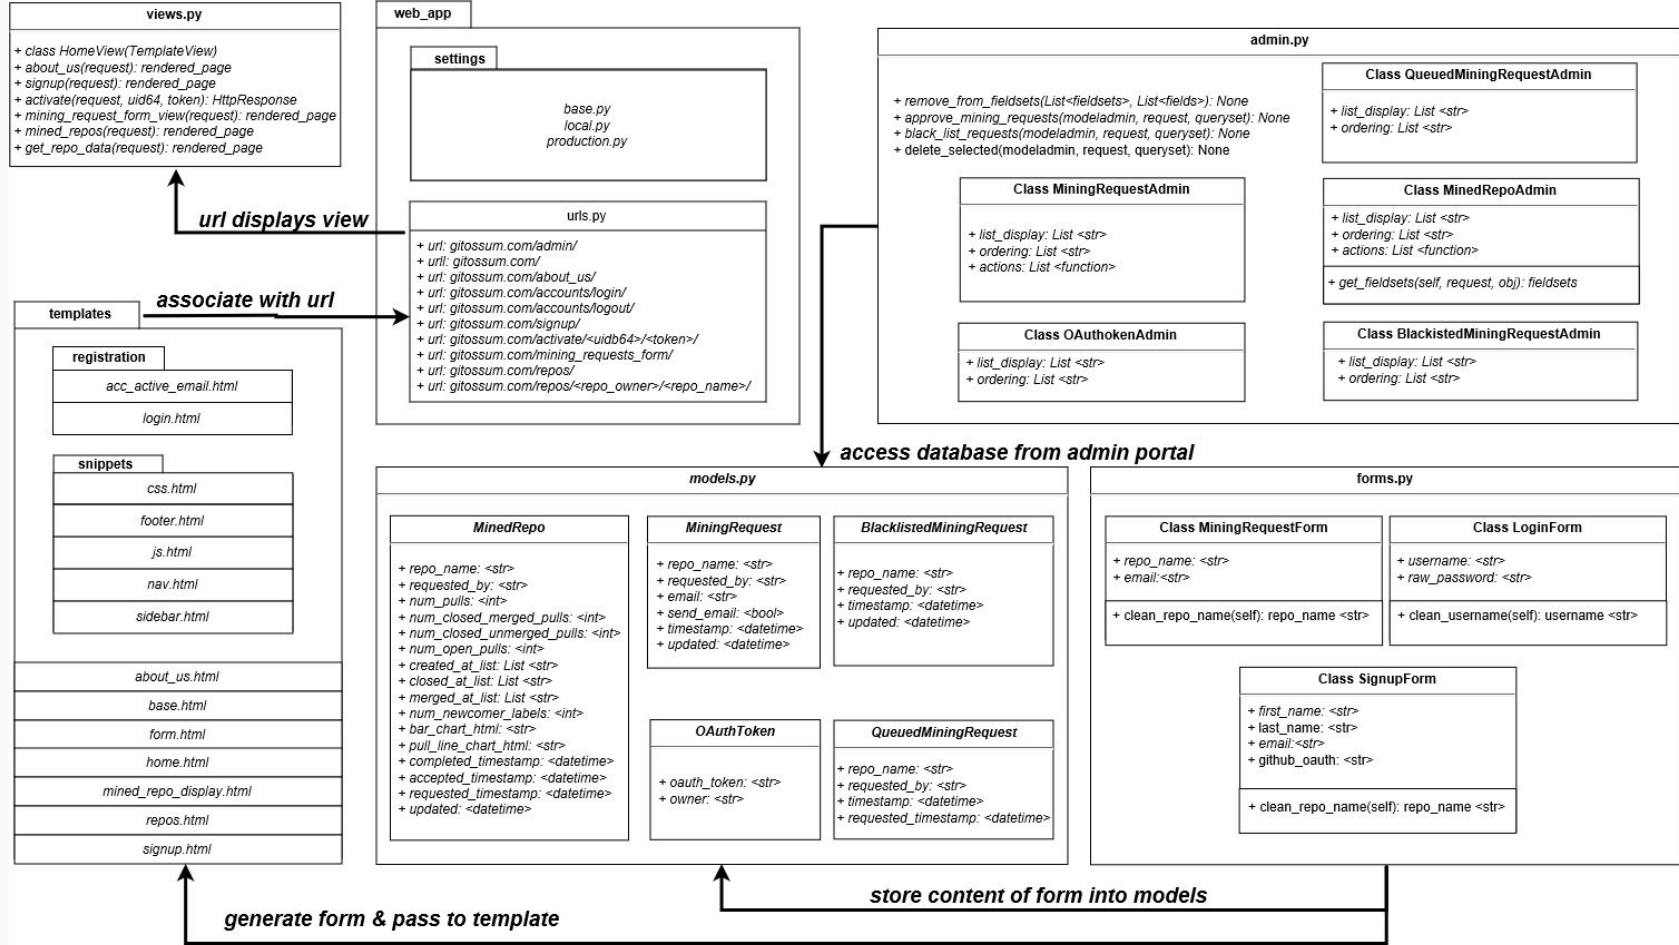 views.py
+ class HomeView(TemplateView)
+ about_us(request): rendered_page
+ signup(request): rendered_page
+ activate(request, uid64, token): HttpResponse
+ mining_request_form_view(request): rendered_page
+ mined_repos(request): rendered_page
+ get_repo_data(request): rendered_page
url displays view
web_app
settings
base.py
local.py
production.py
urls.py
+ url: gitossum.com/admin/
+ urll: gitossum.com/
+ url: gitossum.com/about_us/
+ url: gitossum.com/accounts/login/
+ url: gitossum.com/accounts/logout/
+ url: gitossum.com/signup/
+ url: gitossum.com/activate/<uidb64>/<token>/
+ url: gitossum.com/mining_requests_form/
+ url: gitossum.com/repos/
+ url: gitossum.com/repos/<repo_owner>/<repo_name>/
admin.py
+ remove_from_fieldsets(List<fieldsets>, List<fields>): None
+ approve_mining_requests(modeladmin, request, queryset): None
+ black_list_requests(modeladmin, request, queryset): None
+ delete_selected(modeladmin, request, queryset): None
Class QueuedMiningRequestAdmin
+ list_display: List <str>
+ ordering: List <str>
Class MiningRequestAdmin
+ list_display: List <str>
+ ordering: List <str>
+ actions: List <function>
Class MinedRepoAdmin
+ list_display: List <str>
+ ordering: List <str>
+ actions: List <function>
+ get_fieldsets(self, request, obj): fieldsets
Class OAuthokenAdmin
+ list_display: List <str>
+ ordering: List <str>
Class BlackistedMiningRequestAdmin
+ list_display: List <str>
+ ordering: List <str>
associate with url
templates
registration
acc_active_email.html
login.html
snippets
css.html
footer.html
js.html
nav.html
sidebar.html
about_us.html
base.html
form.html
home.html
mined_repo_display.html
repos.html
signup.html
access database from admin portal
models.py
MinedRepo
+ repo_name: <str>
+ requested_by: <str>
+ num_pulls: <int>
+ num_closed_merged_pulls: <int>
+ num_closed_unmerged_pulls: <int>
+ num_open_pulls: <int>
+ created_at_list: List <str>
+ closed_at_list: List <str>
+ merged_at_list: List <str>
+ num_newcomer_labels: <int>
+ bar_chart_html: <str>
+ pull_line_chart_html: <str>
+ completed_timestamp: <datetime>
+ accepted_timestamp: <datetime>
+ requested_timestamp: <datetime>
+ updated: <datetime>
MiningRequest
+ repo_name: <str>
+ requested_by: <str>
+ email: <str>
+ send_email: <bool>
+ timestamp: <datetime>
+ updated: <datetime>
BlacklistedMiningRequest
+ repo_name: <str>
+ requested_by: <str>
+ timestamp: <datetime>
+ updated: <datetime>
OAuthToken
+ oauth_token: <str>
+ owner: <str>
QueuedMiningRequest
+ repo_name: <str>
+ requested_by: <str>
+ timestamp: <datetime>
+ requested_timestamp: <datetime>
forms.py
Class MiningRequestForm
+ repo_name: <str>
+ email:<str>
+ clean_repo_name(self): repo_name <str>
Class LoginForm
+ username: <str>
+ raw_password: <str>
+ clean_username(self): username <str>
Class SignupForm
+ first_name: <str>
+ last_name: <str>
+ email:<str>
+ github_oauth: <str>
+ clean_repo_name(self): repo_name <str>
store content of form into models
generate form & pass to template